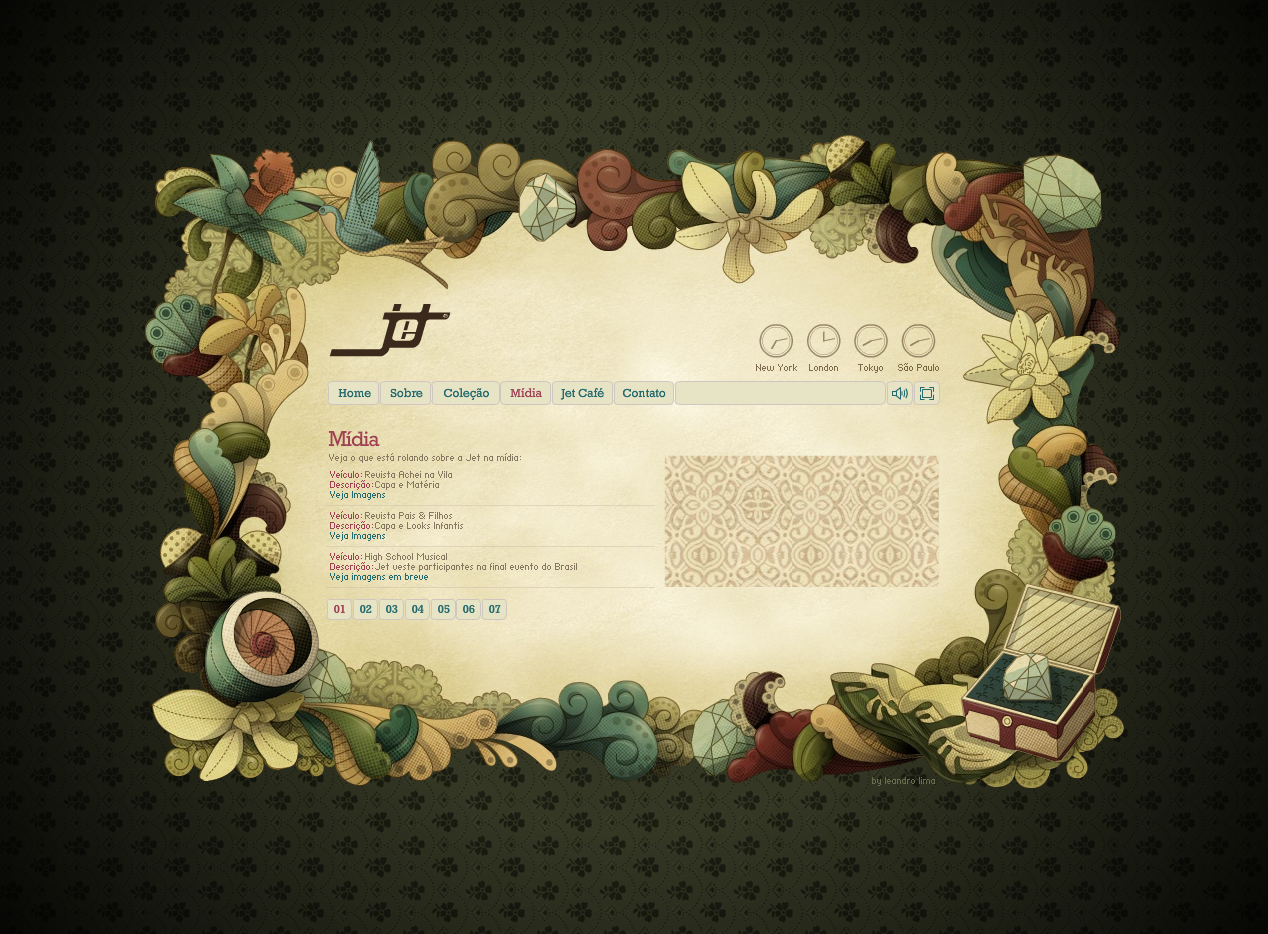 jet
New York London Tokyo São Paulo
Home Sobre Coleção Mídia Jet Café Contato
Mídia
Veja o que está rolando sobre a Jet na mídia:
Veículo: Revista Achei na Vila
Descrição:Capa e Matéria
Veja Imagens
Veículo: Revista Pais & Filhos
Descrição:Capa e Looks Infantis
Veja Imagens
Veículo: High School Musical
Descrição:Jet veste participantes na final evento do Brasil
Veja imagens em breve
01 02 03 04 05 06 07
by leandro lima